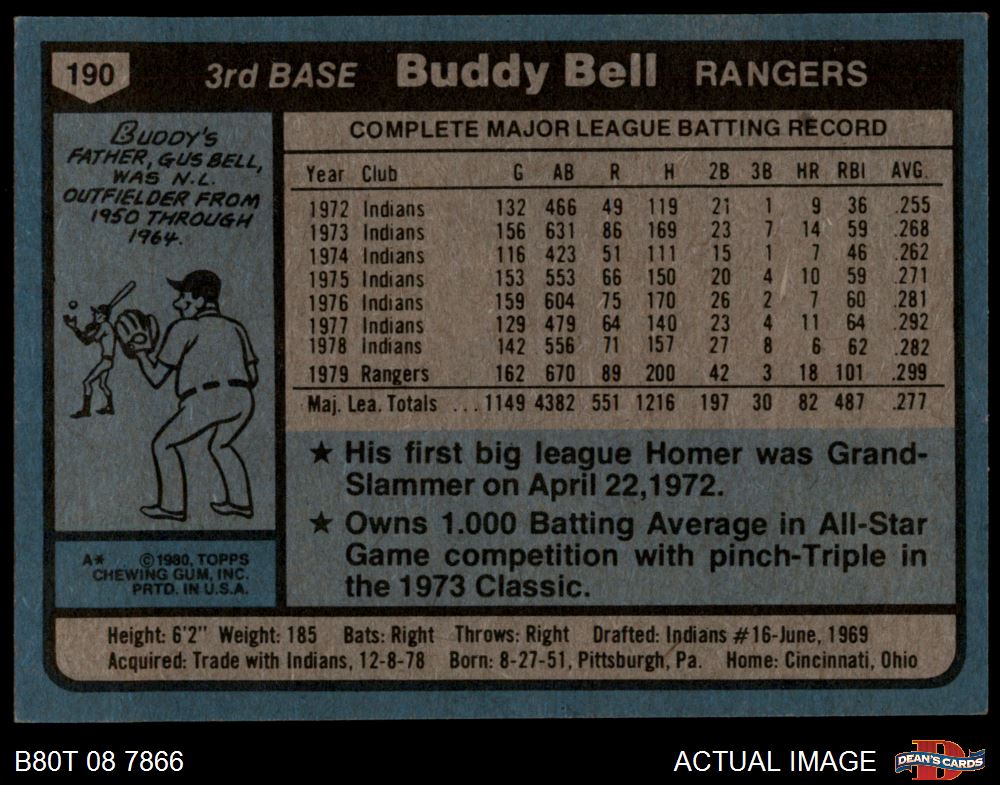 190 3rd BASE Buddy Bell RANGERS
BUDDY'S
FATHER, GUS BELL,
WAS N.L.
OUTFIELDER FROM
1950 THROUGH
1964.
COMPLETE MAJOR LEAGUE BATTING RECORD
Year Club G AB R H 2B 3B HR RBI AVG.
1972 Indians 132 466 49 119 21 1 9 36 .255
1973 Indians 156 631 86 169 23 7 14 59 .268
1974 Indians 116 423 51 111 15 1 7 46 .262
1975 Indians 153 553 66 150 20 4 10 59 .271
1976 Indians 159 604 75 170 26 2 7 60 .281
1977 Indians 129 479 64 140 23 4 11 64 .292
1978 Indians 142 556 71 157 27 8 6 62 .282
1979 Rangers 162 670 89 200 42 3 18 101 .299
Maj. Lea. Totals ...1149 4382 551 1216 197 30 82 487 .277
★ His first big league Homer was Grand-
Slammer on April 22,1972.
★ Owns 1.000 Batting Average in All-Star
Game competition with pinch-Triple in
the 1973 Classic.
A* ©1980, TOPPS
CHEWING GUM, INC.
PRTD. IN U.S.A.
Height: 6'2" Weight: 185 Bats: Right Throws: Right Drafted: Indians #16-June, 1969
Acquired: Trade with Indians, 12-8-78 Born: 8-27-51, Pittsburgh, Pa. Home: Cincinnati, Ohio
B80T 08 7866 ACTUAL IMAGE DEAN'S CARDS